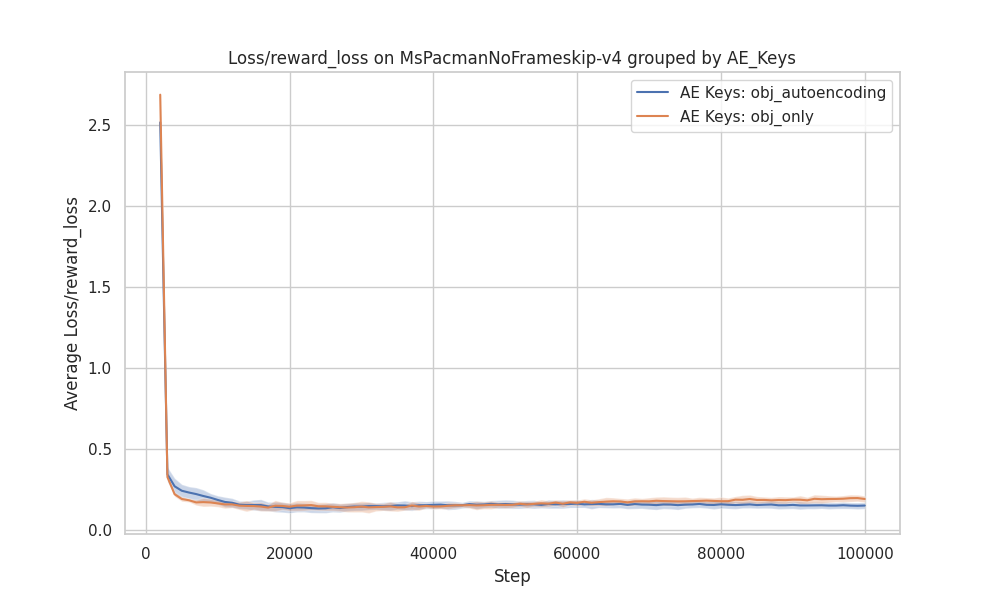 Loss/reward_loss on MsPacmanNoFrameskip-v4 grouped by AE_Keys
AE Keys: obj_autoencoding
AE Keys: obj_only
Average Loss/reward_loss
2.5
2.0
1.5
1.0
0.5
0.0
0
20000
40000
60000
80000
100000
Step